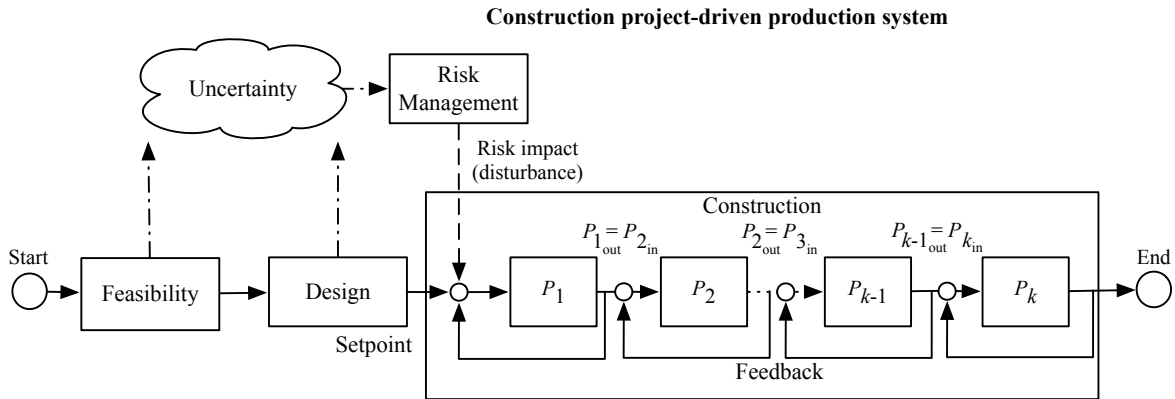 Construction project-driven production system
Uncertainty
Risk
Management
Risk impact
(disturbance)
Construction
P1out = P2in
P2out = P3in
Pk-1out = Pkin
Start
End
Feasibility
Design
P1
P2
Pk-1
Pk
Setpoint
Feedback